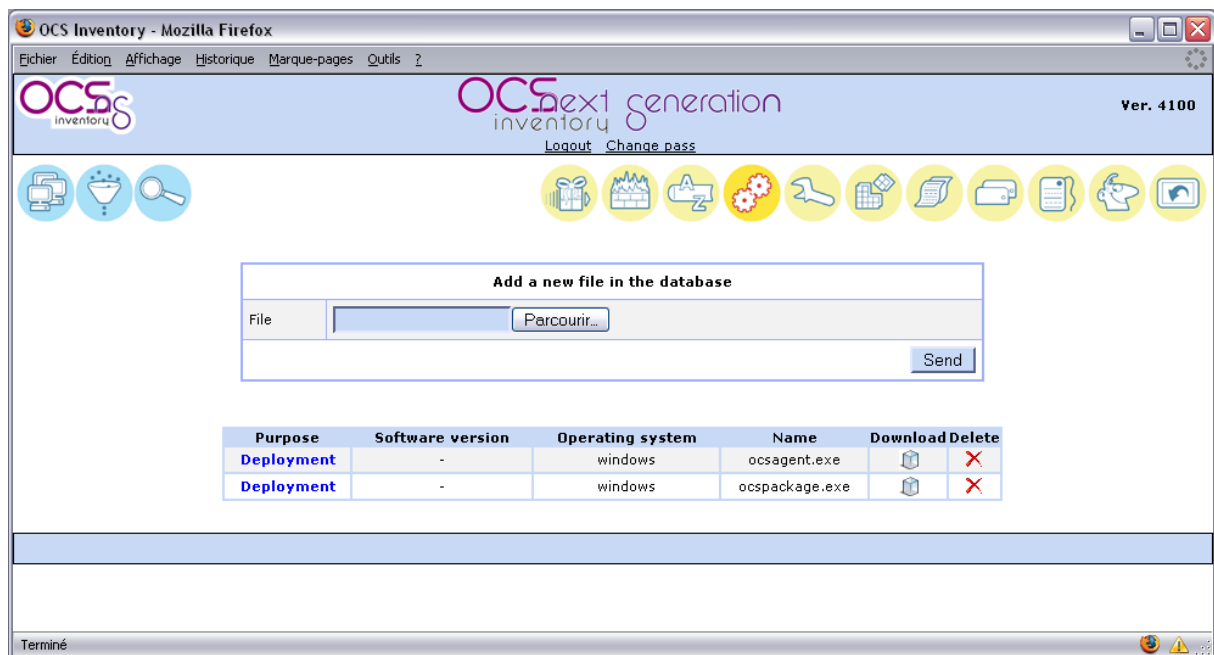 OCS Inventory - Mozilla Firefox
Fichier Édition Affichage Historique Marque-pages Outils ?
OCS ng inventory
OCS inventory next generation
Ver. 4100
Logout Change pass
A Z
Add a new file in the database
File Parcourir...
Send
Purpose Software version Operating system Name Download Delete
Deployment - windows ocsagent.exe
Deployment - windows ocspackage.exe
Terminé